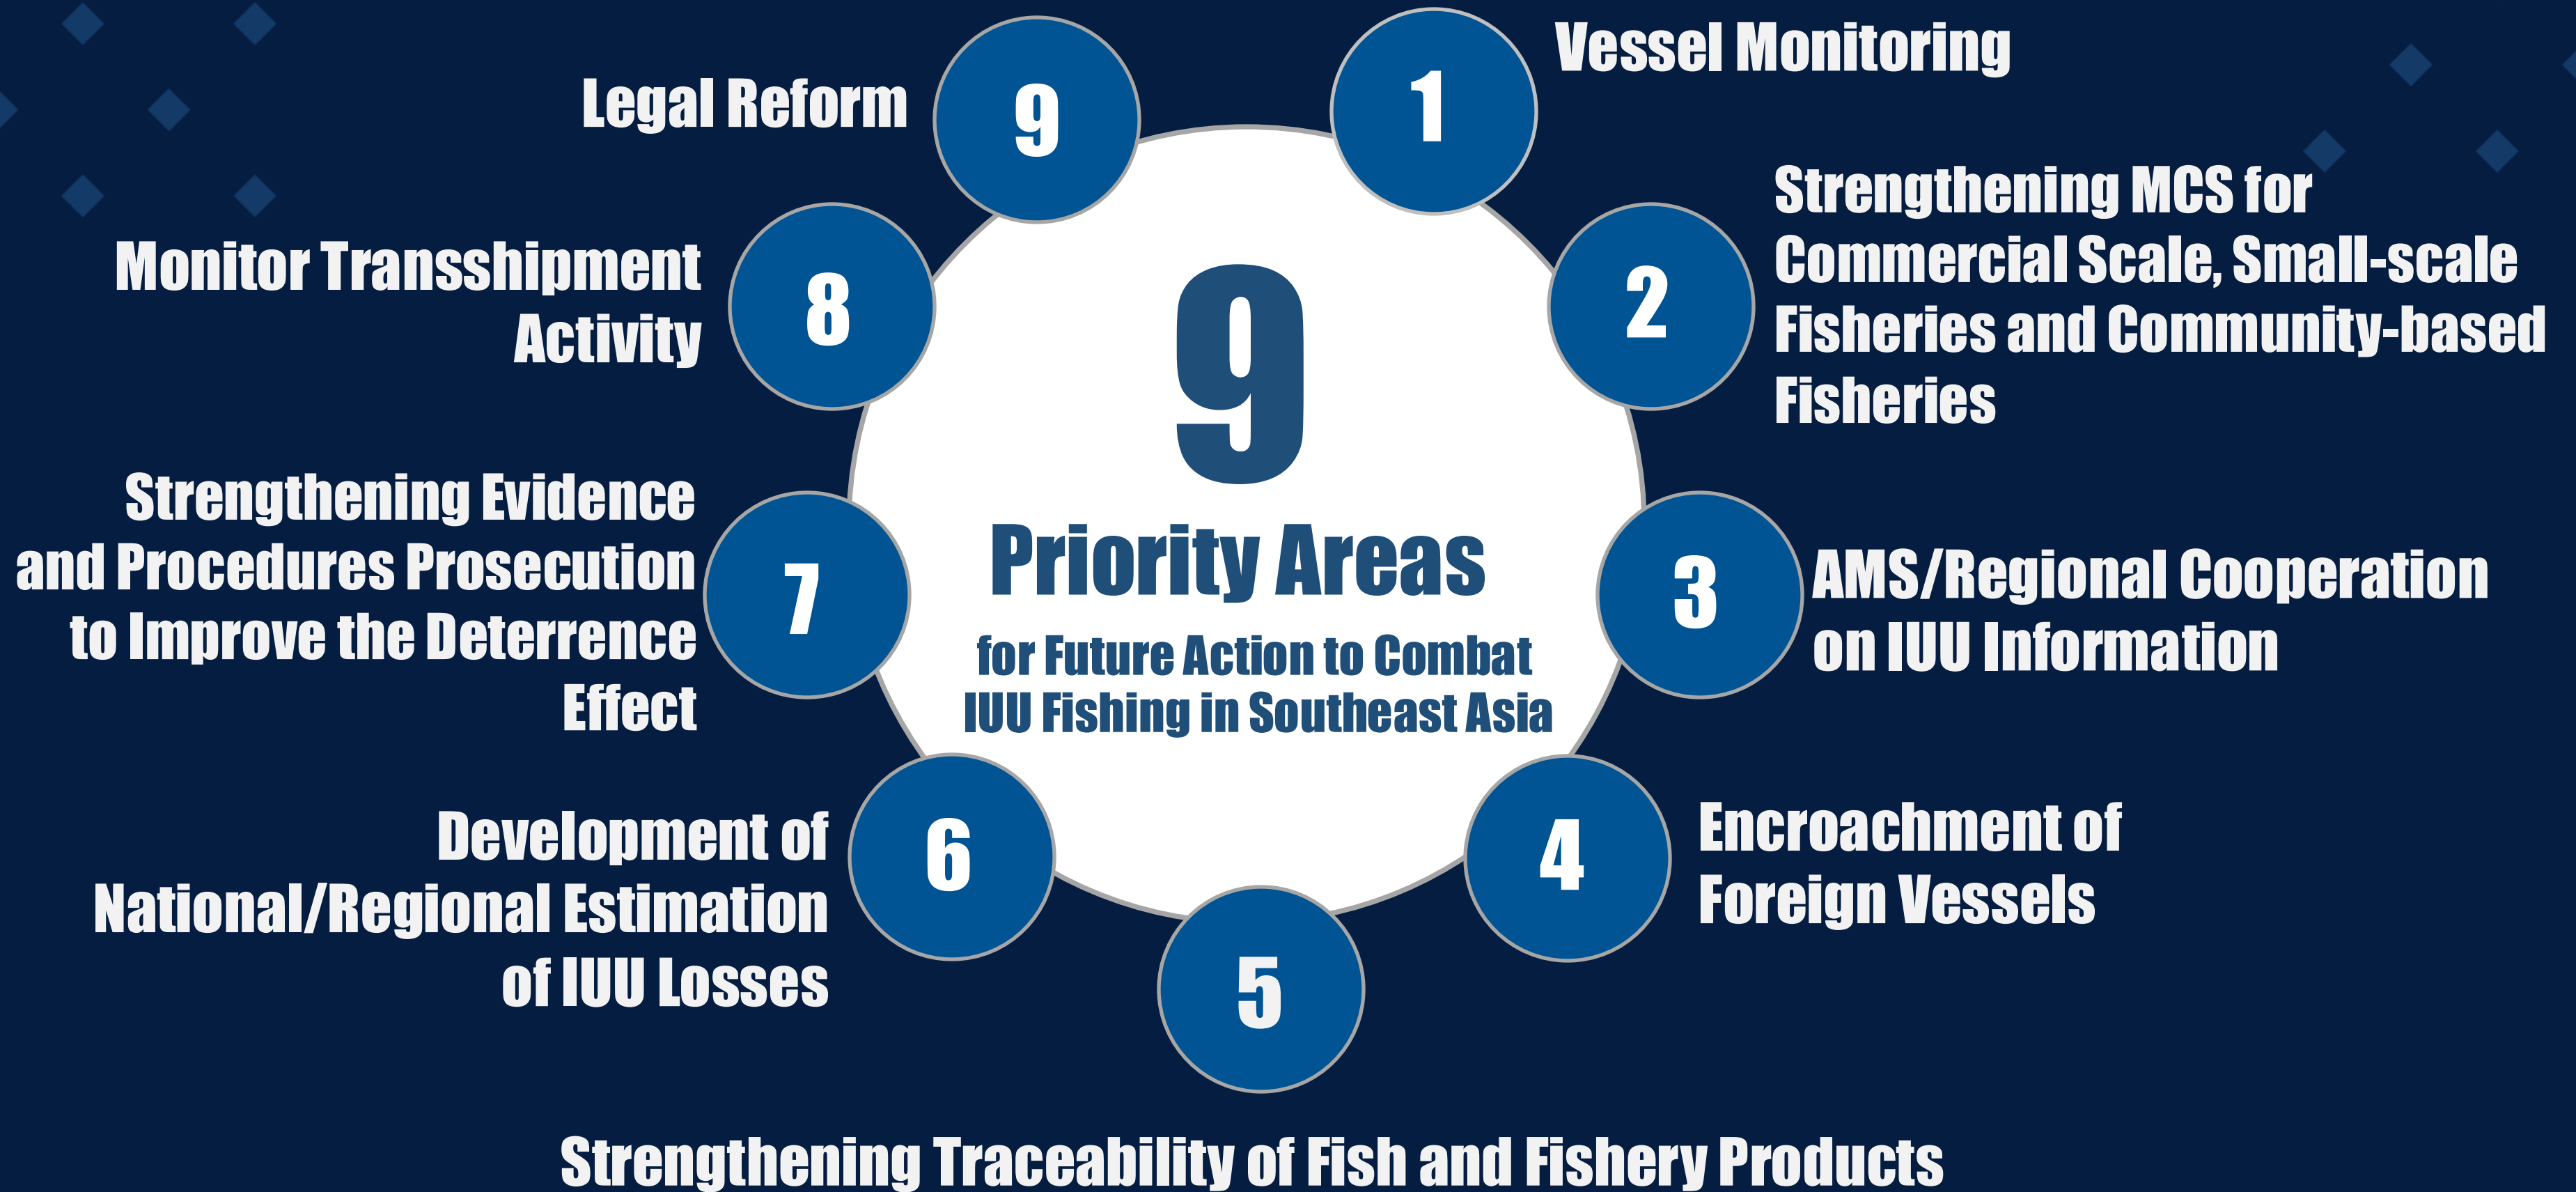 9
Priority Areas
for Future Action to Combat
IUU Fishing in Southeast Asia
1
Vessel Monitoring
2
Strengthening MCS for
Commercial Scale, Small-scale
Fisheries and Community-based
Fisheries
3
AMS/Regional Cooperation
on IUU Information
4
Encroachment of
Foreign Vessels
5
Strengthening Traceability of Fish and Fishery Products
6
Development of
National/Regional Estimation
of IUU Losses
7
Strengthening Evidence
and Procedures Prosecution
to Improve the Deterrence
Effect
8
Monitor Transshipment
Activity
9
Legal Reform